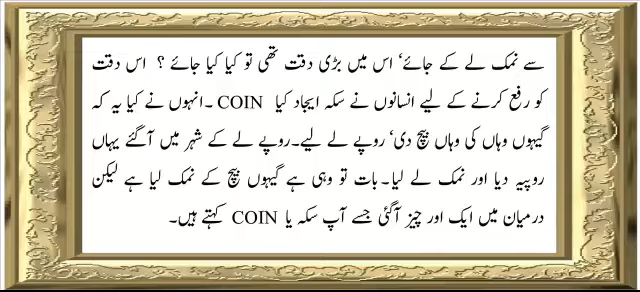 سے نمک لے کے جائے‘ اس میں بڑی دقت تھی تو کیا کیا جائے ؟ اس دقت
کو رفع کرنے کے لیے انسانوں نے سکہ ایجاد کیا COIN ۔انہوں نے کیا یہ کہ
گیہوں وہاں کی وہاں بیچ دی‘ روپے لے لیے۔روپے لے کے شہر میں آگئے یہاں
روپیہ دیا اور نمک لے لیا۔بات تو وہی ہے گیہوں بیچ کے نمک لیا ہے لیکن
درمیان میں ایک اور چیز آگئی جسے آپ سکہ یا COIN کہتے ہیں۔